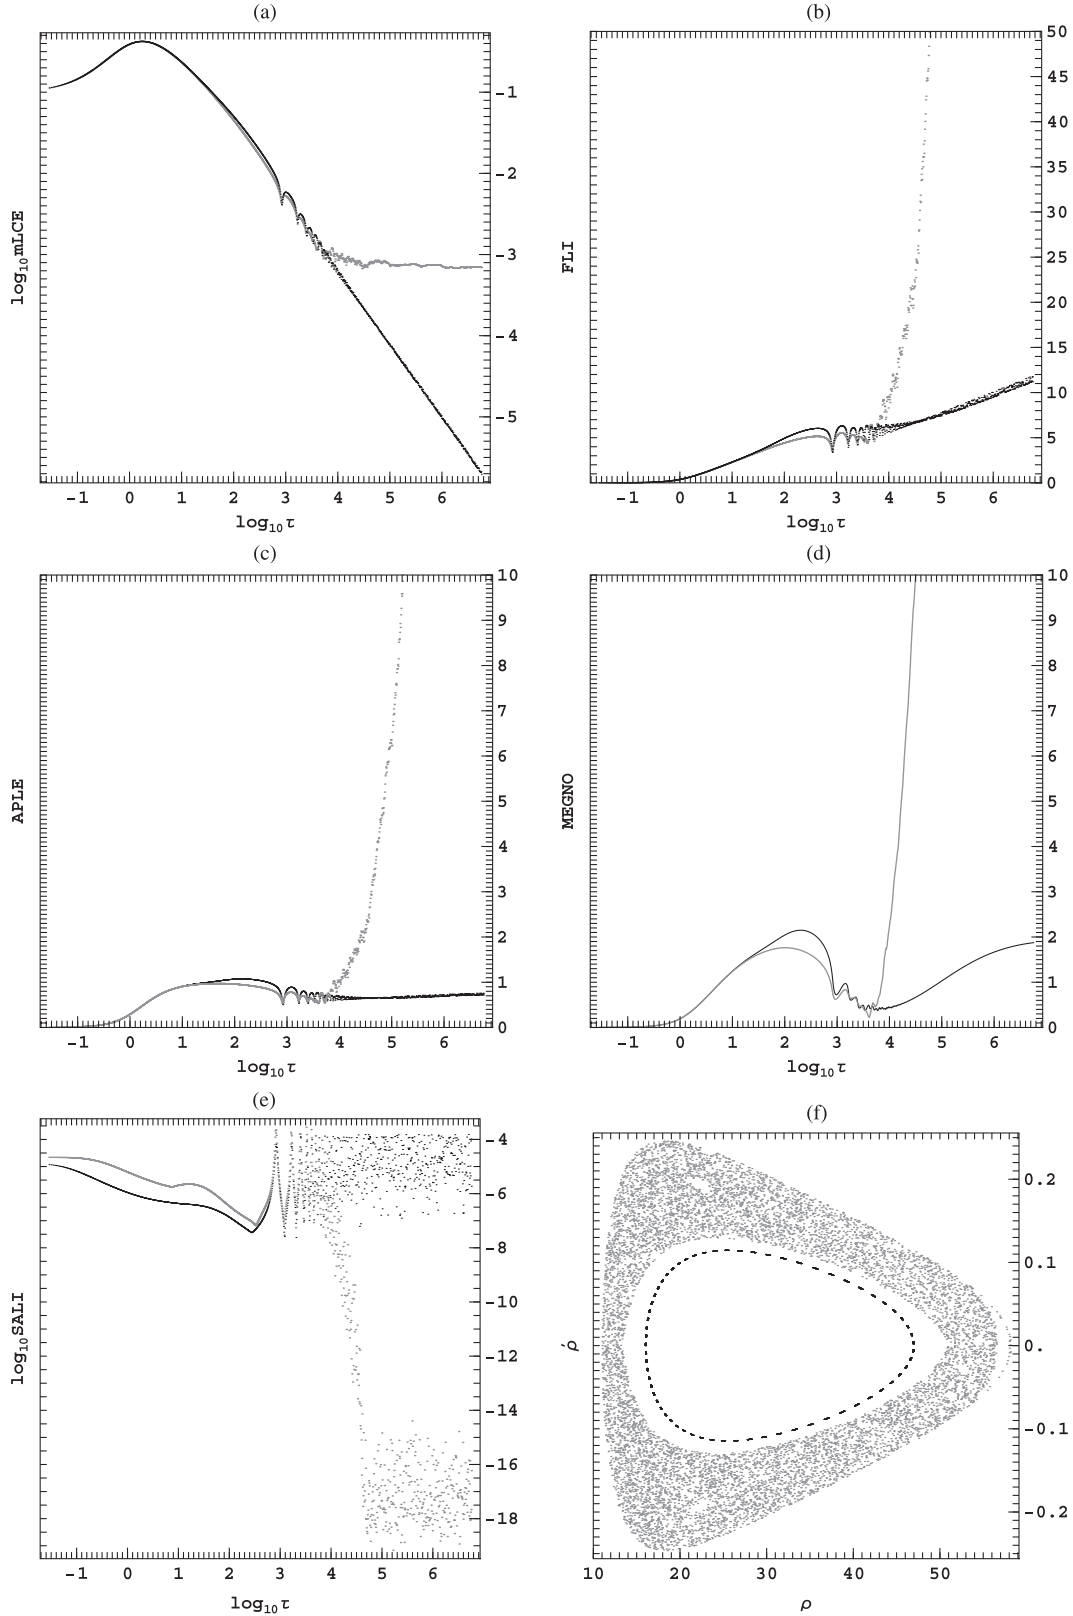 (a)
(b)
log₁₀mLCE
-1
-2
-3
-4
-5
-1 0 1 2 3 4 5 6
log₁₀τ
FLI
50
45
40
35
30
25
20
15
10
5
0
-1 0 1 2 3 4 5 6
log₁₀τ
(c)
(d)
APLE
10
9
8
7
6
5
4
3
2
1
0
-1 0 1 2 3 4 5 6
log₁₀τ
MEGNO
10
9
8
7
6
5
4
3
2
1
0
-1 0 1 2 3 4 5 6
log₁₀τ
(e)
(f)
log₁₀SALI
-4
-6
-8
-10
-12
-14
-16
-18
-1 0 1 2 3 4 5 6
log₁₀τ
ρ̇
0.2
0.1
0.
-0.1
-0.2
10 20 30 40 50
ρ